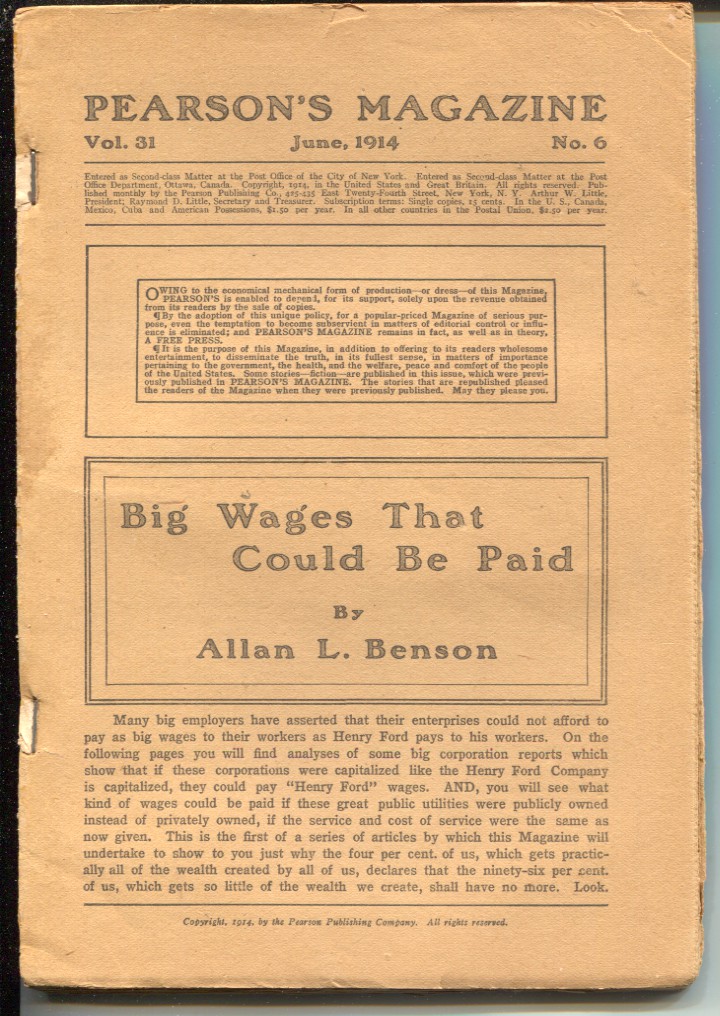 PEARSON'S MAGAZINE
Vol. 31 June, 1914 No. 6
Entered as Second-class Matter at the Post Office of the City of New York. Entered as Second-class Matter at the Post
Office Department, Ottawa, Canada. Copyright, 1914, in the United States and Great Britain. All rights reserved. Pub-
lished monthly by the Pearson Publishing Co., 425-435 East Twenty-Fourth Street, New York, N. Y. Arthur W. Little,
President; Raymond D. Little, Secretary and Treasurer. Subscription terms: Single copies, 15 cents. In the U. S., Canada,
Mexico, Cuba and American Possessions, $1.50 per year. In all other countries in the Postal Union, $2.50 per year.
OWING to the economical mechanical form of production—or dress—of this Magazine,
PEARSON'S is enabled to depend, for its support, solely upon the revenue obtained
from its readers by the sale of copies.
¶ By the adoption of this unique policy, for a popular-priced Magazine of serious pur-
pose, even the temptation to become subservient in matters of editorial control or influ-
ence is eliminated; and PEARSON'S MAGAZINE remains in fact, as well as in theory,
A FREE PRESS.
¶ It is the purpose of this Magazine, in addition to offering to its readers wholesome
entertainment, to disseminate the truth, in its fullest sense, in matters of importance
pertaining to the government, the health, and the welfare, peace and comfort of the people
of the United States. Some stories—fiction—are published in this issue, which were previ-
ously published in PEARSON'S MAGAZINE. The stories that are republished pleased
the readers of the Magazine when they were previously published. May they please you.
Big Wages That
Could Be Paid
By
Allan L. Benson
Many big employers have asserted that their enterprises could not afford to
pay as big wages to their workers as Henry Ford pays to his workers. On the
following pages you will find analyses of some big corporation reports which
show that if these corporations were capitalized like the Henry Ford Company
is capitalized, they could pay "Henry Ford" wages. AND, you will see what
kind of wages could be paid if these great public utilities were publicly owned
instead of privately owned, if the service and cost of service were the same as
now given. This is the first of a series of articles by which this Magazine will
undertake to show to you just why the four per cent. of us, which gets practic-
ally all of the wealth created by all of us, declares that the ninety-six per cent.
of us, which gets so little of the wealth we create, shall have no more. Look.
Copyright, 1914, by the Pearson Publishing Company. All rights reserved.